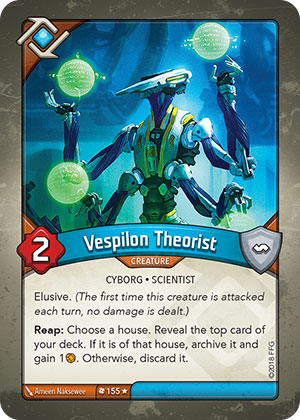 Vespilon Theorist
CREATURE
2
CYBORG • SCIENTIST
Elusive. (The first time this creature is attacked
each turn, no damage is dealt.)
Reap: Choose a house. Reveal the top card of
your deck. If it is of that house, archive it and
gain 1. Otherwise, discard it.
Ameen Naksewee
155
©2018 FFG